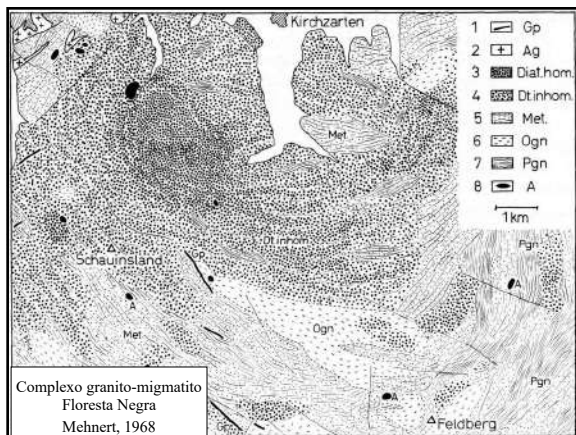 Kirchzarten
1 Gp
2 Ag
3 Diat.hom.
4 Dt.inhom.
5 Met.
6 Ogn
7 Pgn
8 A
1km
Met
Dt.inhom.
Schauinsland
Gp
Pgn
A
A
Met
Ogn
Pgn
A
Feldberg
Complexo granito-migmatito
Floresta Negra
Mehnert, 1968